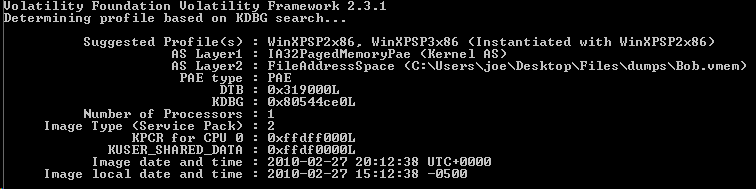 Volatility Foundation Volatility Framework 2.3.1
Determining profile based on KDBG search...
Suggested Profile(s) : WinXPSP2x86, WinXPSP3x86 (Instantiated with WinXPSP2x86)
AS Layer1 : IA32PagedMemoryPae (Kernel AS)
AS Layer2 : FileAddressSpace (C:\Users\joe\Desktop\Files\dumps\Bob.vmem)
PAE type : PAE
DTB : 0x319000L
KDBG : 0x80544ce0L
Number of Processors : 1
Image Type (Service Pack) : 2
KPCR for CPU 0 : 0xffdff000L
KUSER_SHARED_DATA : 0xffdf0000L
Image date and time : 2010-02-27 20:12:38 UTC+0000
Image local date and time : 2010-02-27 15:12:38 -0500